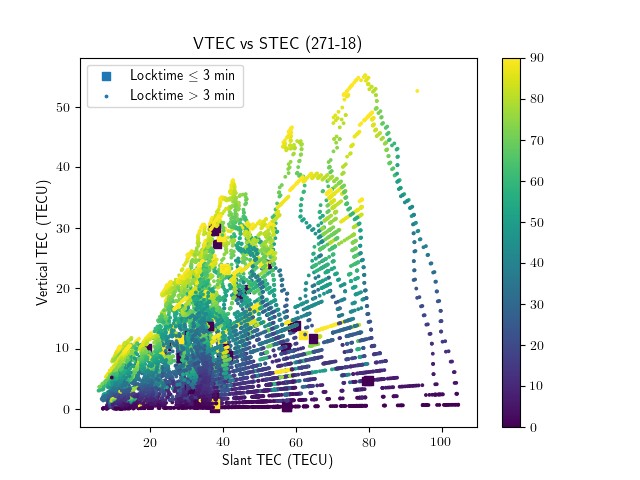 VTEC vs STEC (271-18)
Locktime ≤ 3 min
Locktime > 3 min
Vertical TEC (TECU)
50
40
30
20
10
0
20 40 60 80 100
Slant TEC (TECU)
90
80
70
60
50
40
30
20
10
0